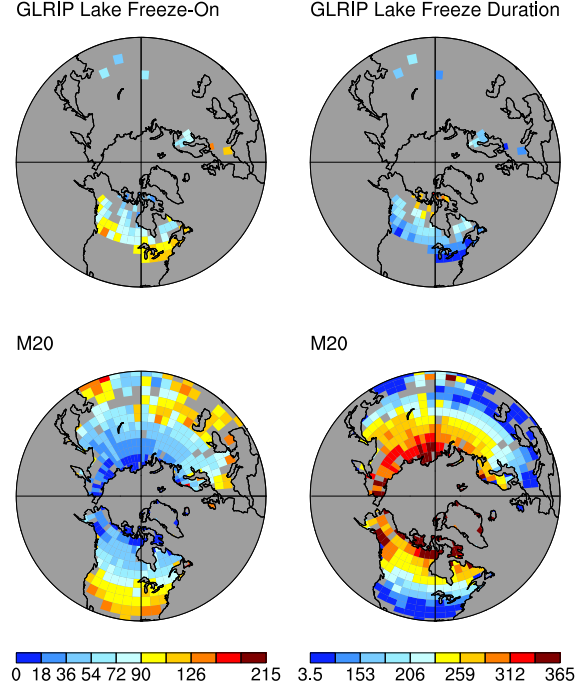 GLRIP Lake Freeze-On
GLRIP Lake Freeze Duration
M20
M20
0 18 36 54 72 90 126 215
3.5 153 206 259 312 365